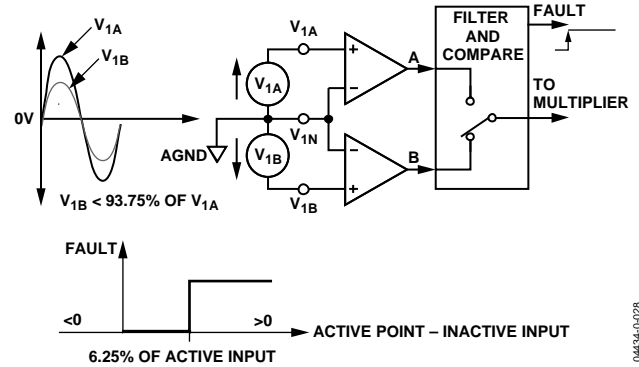 V1A
V1B
0V
V1B < 93.75% OF V1A
V1A
V1A
V1N
AGND
V1B
V1B
+
–
–
+
A
B
FILTER
AND
COMPARE
FAULT
TO
MULTIPLIER
FAULT
<0
>0
ACTIVE POINT – INACTIVE INPUT
6.25% OF ACTIVE INPUT
04434-0-028